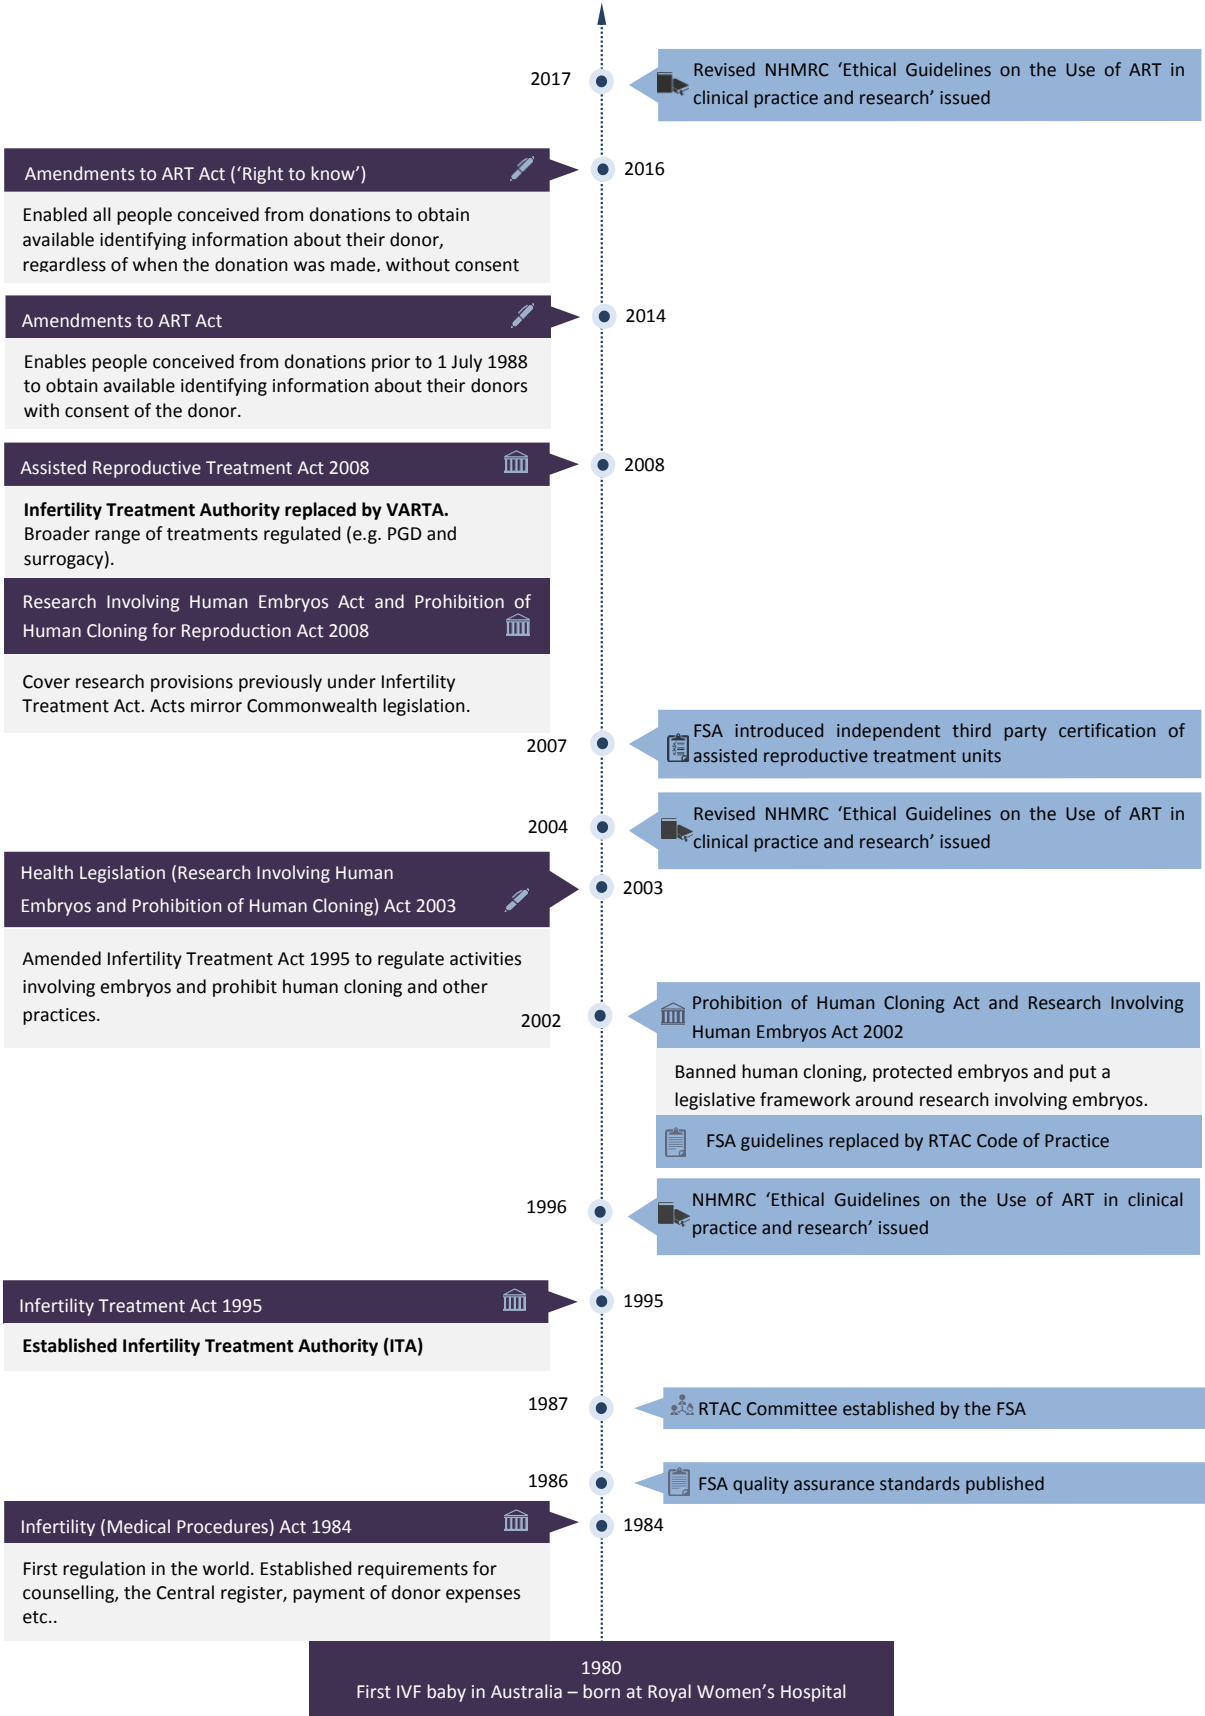 2017
Revised NHMRC ‘Ethical Guidelines on the Use of ART in
clinical practice and research’ issued
Amendments to ART Act (‘Right to know’)
2016
Enabled all people conceived from donations to obtain
available identifying information about their donor,
regardless of when the donation was made, without consent
Amendments to ART Act
2014
Enables people conceived from donations prior to 1 July 1988
to obtain available identifying information about their donors
with consent of the donor.
Assisted Reproductive Treatment Act 2008
2008
Infertility Treatment Authority replaced by VARTA.
Broader range of treatments regulated (e.g. PGD and
surrogacy).
Research Involving Human Embryos Act and Prohibition of
Human Cloning for Reproduction Act 2008
Cover research provisions previously under Infertility
Treatment Act. Acts mirror Commonwealth legislation.
2007
FSA introduced independent third party certification of
assisted reproductive treatment units
2004
Revised NHMRC ‘Ethical Guidelines on the Use of ART in
clinical practice and research’ issued
Health Legislation (Research Involving Human
Embryos and Prohibition of Human Cloning) Act 2003
2003
Amended Infertility Treatment Act 1995 to regulate activities
involving embryos and prohibit human cloning and other
practices.
2002
Prohibition of Human Cloning Act and Research Involving
Human Embryos Act 2002
Banned human cloning, protected embryos and put a
legislative framework around research involving embryos.
FSA guidelines replaced by RTAC Code of Practice
1996
NHMRC ‘Ethical Guidelines on the Use of ART in clinical
practice and research’ issued
Infertility Treatment Act 1995
1995
Established Infertility Treatment Authority (ITA)
1987
RTAC Committee established by the FSA
1986
FSA quality assurance standards published
Infertility (Medical Procedures) Act 1984
1984
First regulation in the world. Established requirements for
counselling, the Central register, payment of donor expenses
etc..
1980
First IVF baby in Australia – born at Royal Women’s Hospital